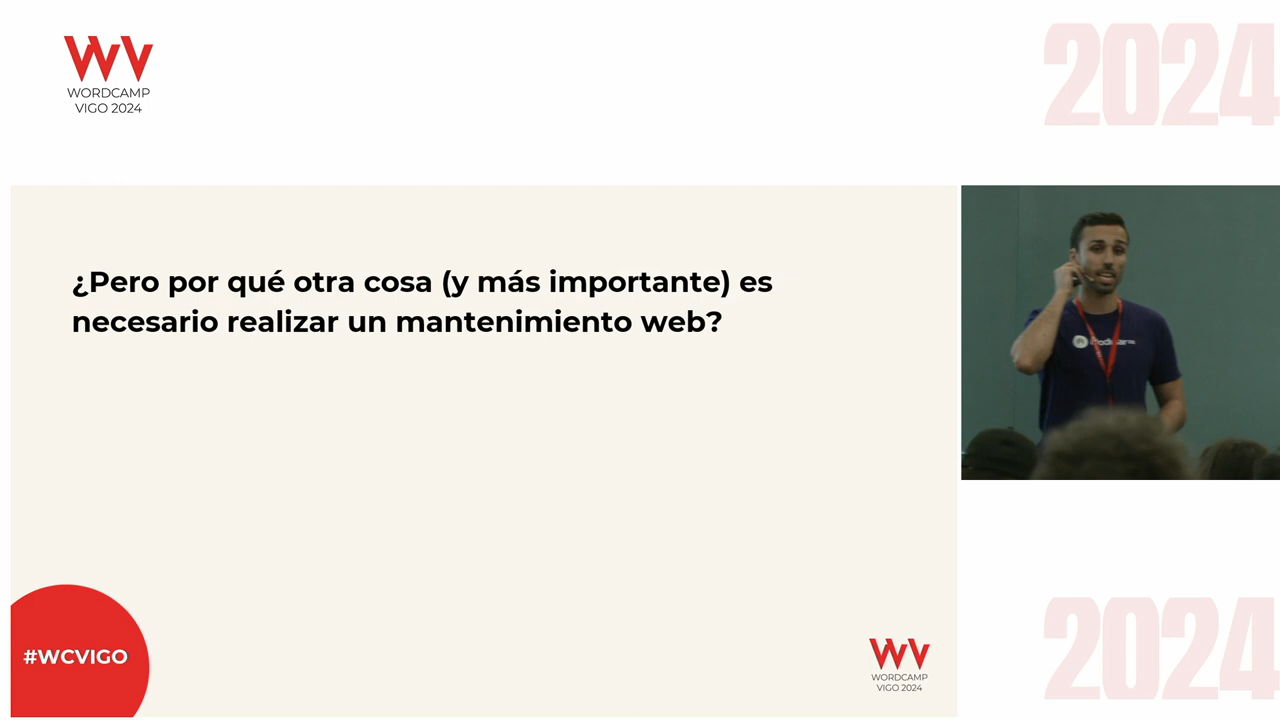 WORDCAMP
VIGO 2024
2024
¿Pero por qué otra cosa (y más importante) es
necesario realizar un mantenimiento web?
#WCVIGO
WORDCAMP
VIGO 2024
2024